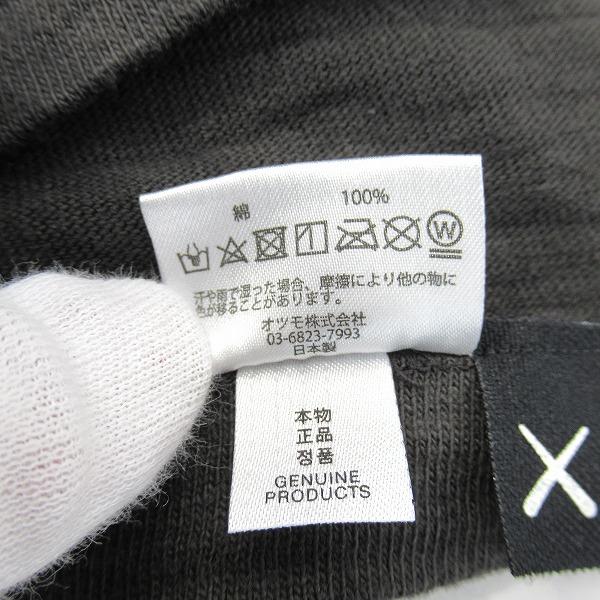 綿 100%
W
汗や雨で湿った場合、摩擦により他の物に
色が移ることがあります。
オツモ株式会社
03-6823-7993
日本製
本物
正品
정품
GENUINE
PRODUCTS
X